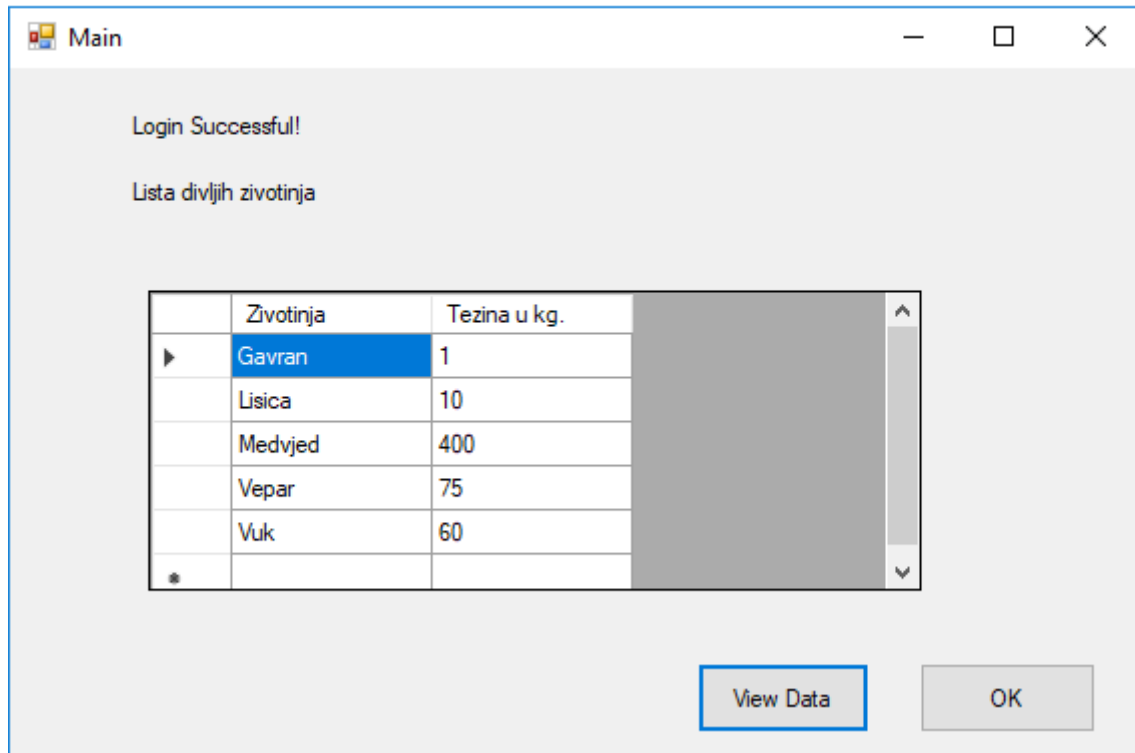 Main
Login Successful!
Lista divljih zivotinja
Zivotinja Tezina u kg.
Gavran 1
Lisica 10
Medvjed 400
Vepar 75
Vuk 60
View Data OK